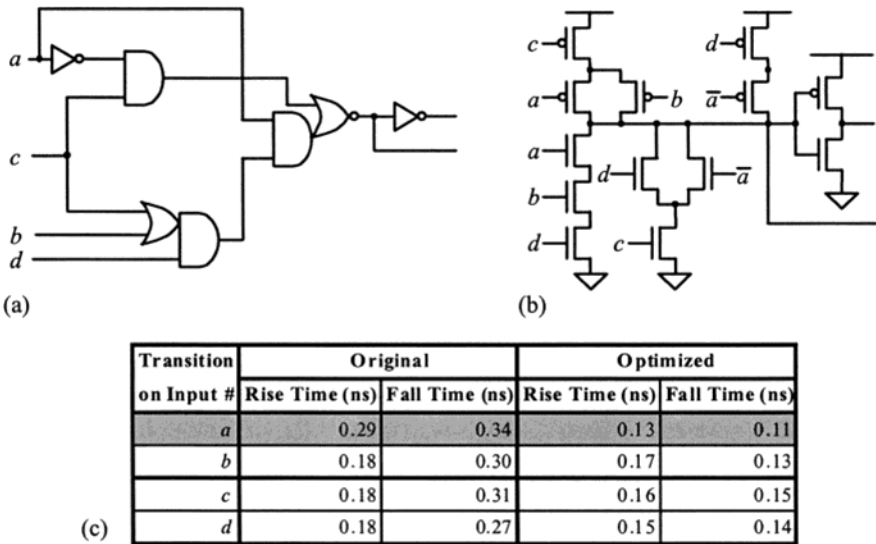 a
c
b
d
(a)
c
a
b
a
b
d
d
a̅
c
d
a̅
(b)
Transition on Input # Original Optimized
Rise Time (ns) Fall Time (ns) Rise Time (ns) Fall Time (ns)
a 0.29 0.34 0.13 0.11
b 0.18 0.30 0.17 0.13
c 0.18 0.31 0.16 0.15
d 0.18 0.27 0.15 0.14
(c)